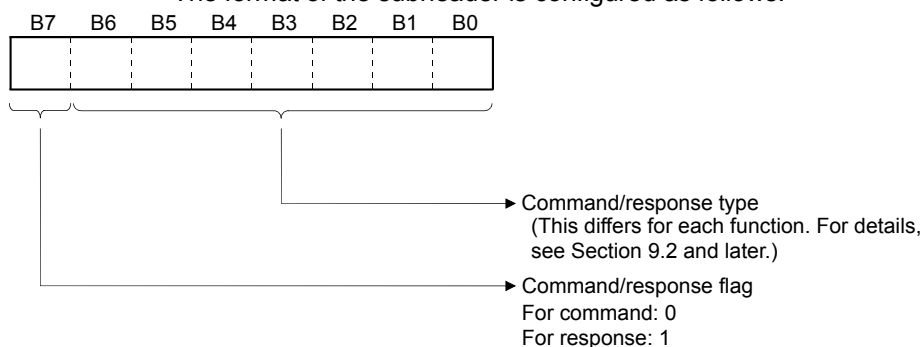 The format of the subheader is configured as follows.
B7 B6 B5 B4 B3 B2 B1 B0
Command/response type
(This differs for each function. For details,
see Section 9.2 and later.)
Command/response flag
For command: 0
For response: 1